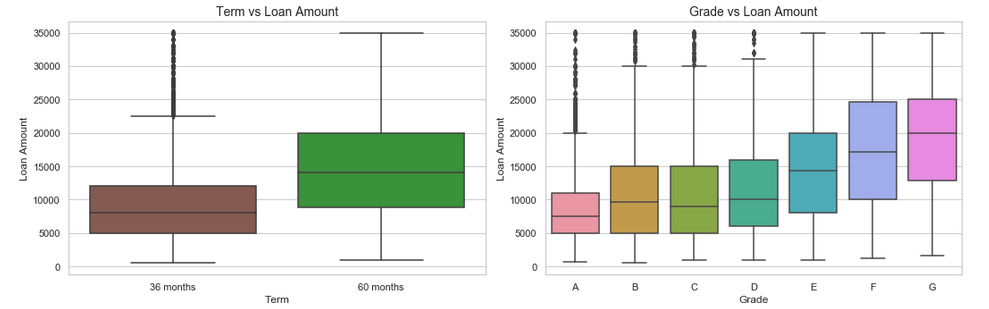 Term vs Loan Amount
35000
30000
25000
20000
15000
10000
5000
0
Loan Amount
36 months
60 months
Term
Grade vs Loan Amount
35000
30000
25000
20000
15000
10000
5000
0
Loan Amount
A
B
C
D
E
F
G
Grade